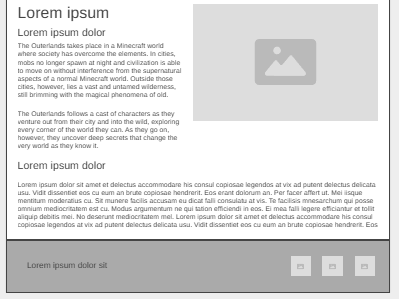 Lorem ipsum
Lorem ipsum dolor
The Outerlands takes place in a Minecraft world
where society has overcome the elements. In cities,
mobs no longer spawn at night and civilization is able
to move on without interference from the supernatural
aspects of a normal Minecraft world. Outside those
cities, however, lies a vast and untamed wilderness,
still brimming with the magical phenomena of old.
The Outerlands follows a cast of characters as they
venture out from their city and into the wild, exploring
every corner of the world they can. As they go on,
however, they uncover deep secrets that change the
very world as they know it.
Lorem ipsum dolor
Lorem ipsum dolor sit amet et delectus accommodare his consul copiosae legendos at vix ad putent delectus delicata
usu. Vidit dissentiet eos cu eum an brute copiosae hendrerit. Eos erant dolorum an. Per facer affert ut. Mei iisque
mentitum moderatius cu. Sit munere facilis accusam eu dicat falli consulatu at vis. Te facilisis mnesarchum qui posse
omnium mediocritatem est cu. Modus argumentum ne qui tation efficiendi in eos. Ei mea falli legere efficiantur et tollit
aliquip debitis mei. No deserunt mediocritatem mel. Lorem ipsum dolor sit amet et delectus accommodare his consul
copiosae legendos at vix ad putent delectus delicata usu. Vidit dissentiet eos cu eum an brute copiosae hendrerit. Eos
Lorem ipsum dolor sit